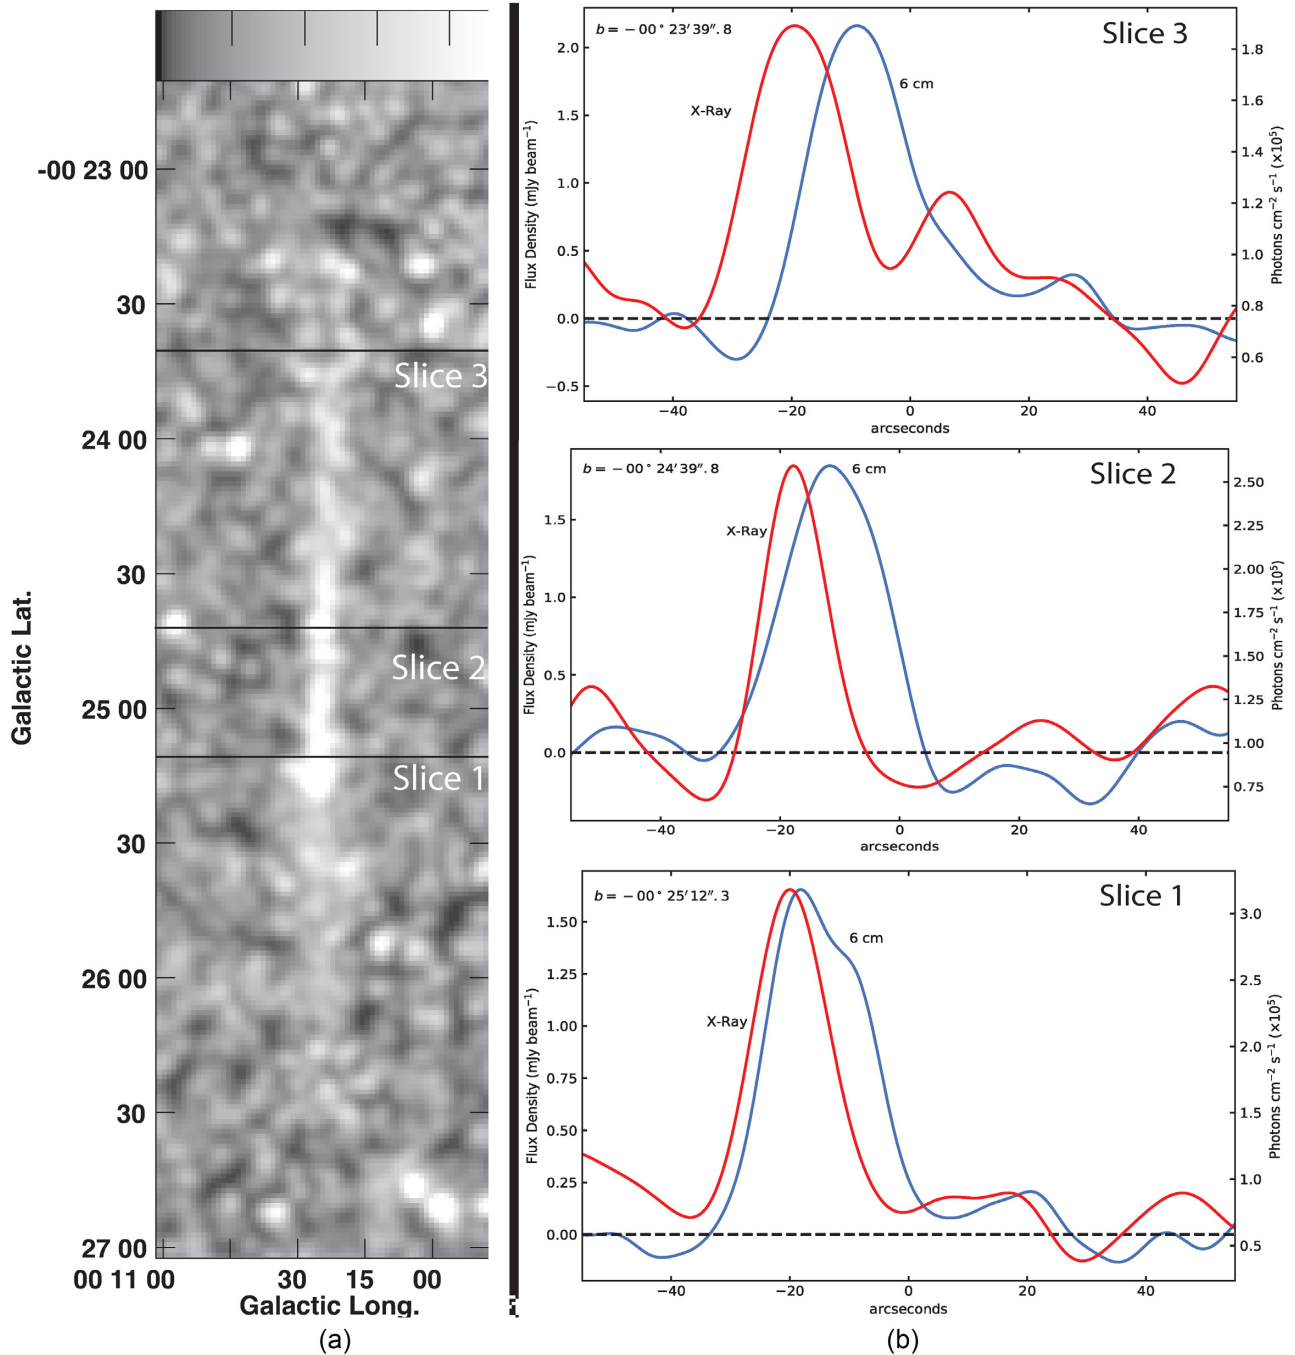 -00 23 00
30
24 00
30
25 00
30
26 00
30
27 00
00 11 00 30 15 00
Galactic Lat.
Galactic Long.
Slice 3
Slice 2
Slice 1
(a)
b = −00° 23′ 39″. 8
Slice 3
X-Ray
6 cm
2.0
1.5
1.0
0.5
0.0
−0.5
Flux Density (mJy beam⁻¹)
1.8
1.6
1.4
1.2
1.0
0.8
0.6
Photons cm⁻² s⁻¹ (×10⁵)
−40 −20 0 20 40
arcseconds
b = −00° 24′ 39″. 8
6 cm
Slice 2
X-Ray
1.5
1.0
0.5
0.0
Flux Density (mJy beam⁻¹)
2.50
2.25
2.00
1.75
1.50
1.25
1.00
0.75
Photons cm⁻² s⁻¹ (×10⁵)
−40 −20 0 20 40
arcseconds
b = −00° 25′ 12″. 3
Slice 1
6 cm
X-Ray
1.50
1.25
1.00
0.75
0.50
0.25
0.00
Flux Density (mJy beam⁻¹)
3.0
2.5
2.0
1.5
1.0
0.5
Photons cm⁻² s⁻¹ (×10⁵)
−40 −20 0 20 40
arcseconds
(b)